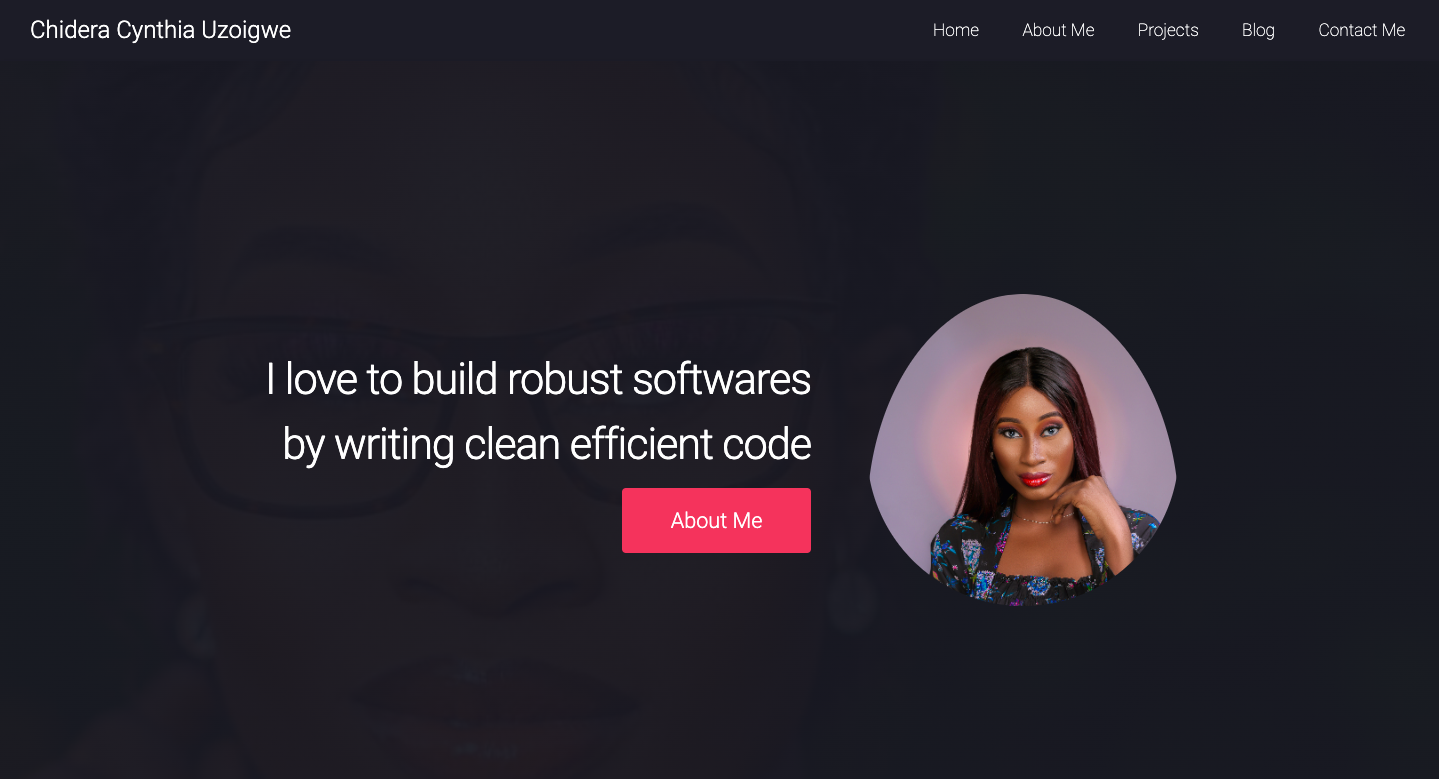 Chidera Cynthia Uzoigwe
Home
About Me
Projects
Blog
Contact Me
I love to build robust softwares
by writing clean efficient code
About Me